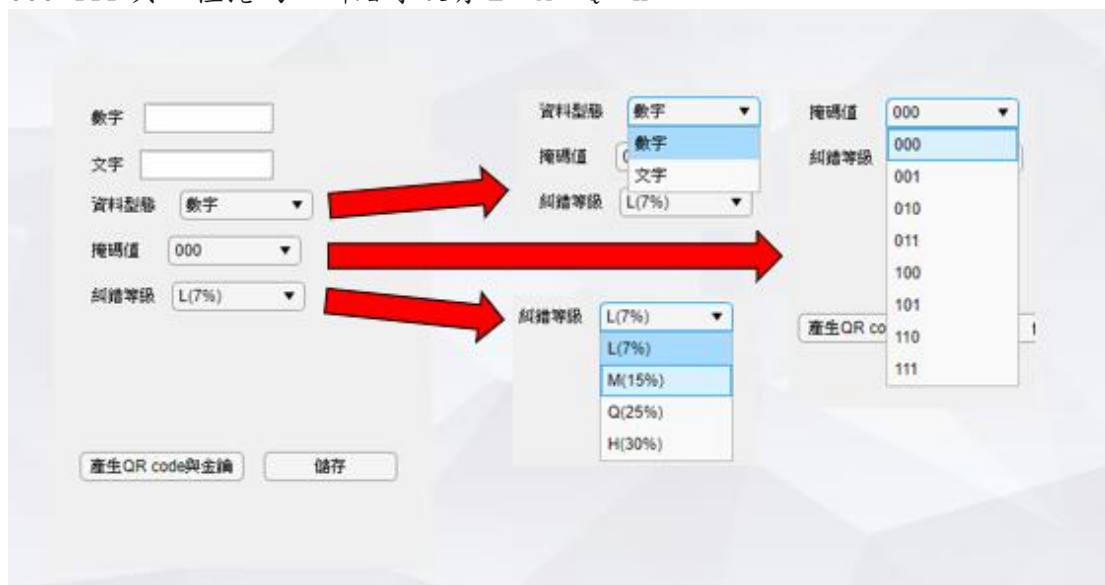 數字
文字
資料型態 數字
掩碼值 000
糾錯等級 L(7%)
產生QR code與金鑰 儲存
資料型態 數字
數字
文字
掩碼值
糾錯等級 L(7%)
糾錯等級 L(7%)
L(7%)
M(15%)
Q(25%)
H(30%)
掩碼值 000
000
001
010
011
100
101
110
111
糾錯等級
產生QR co